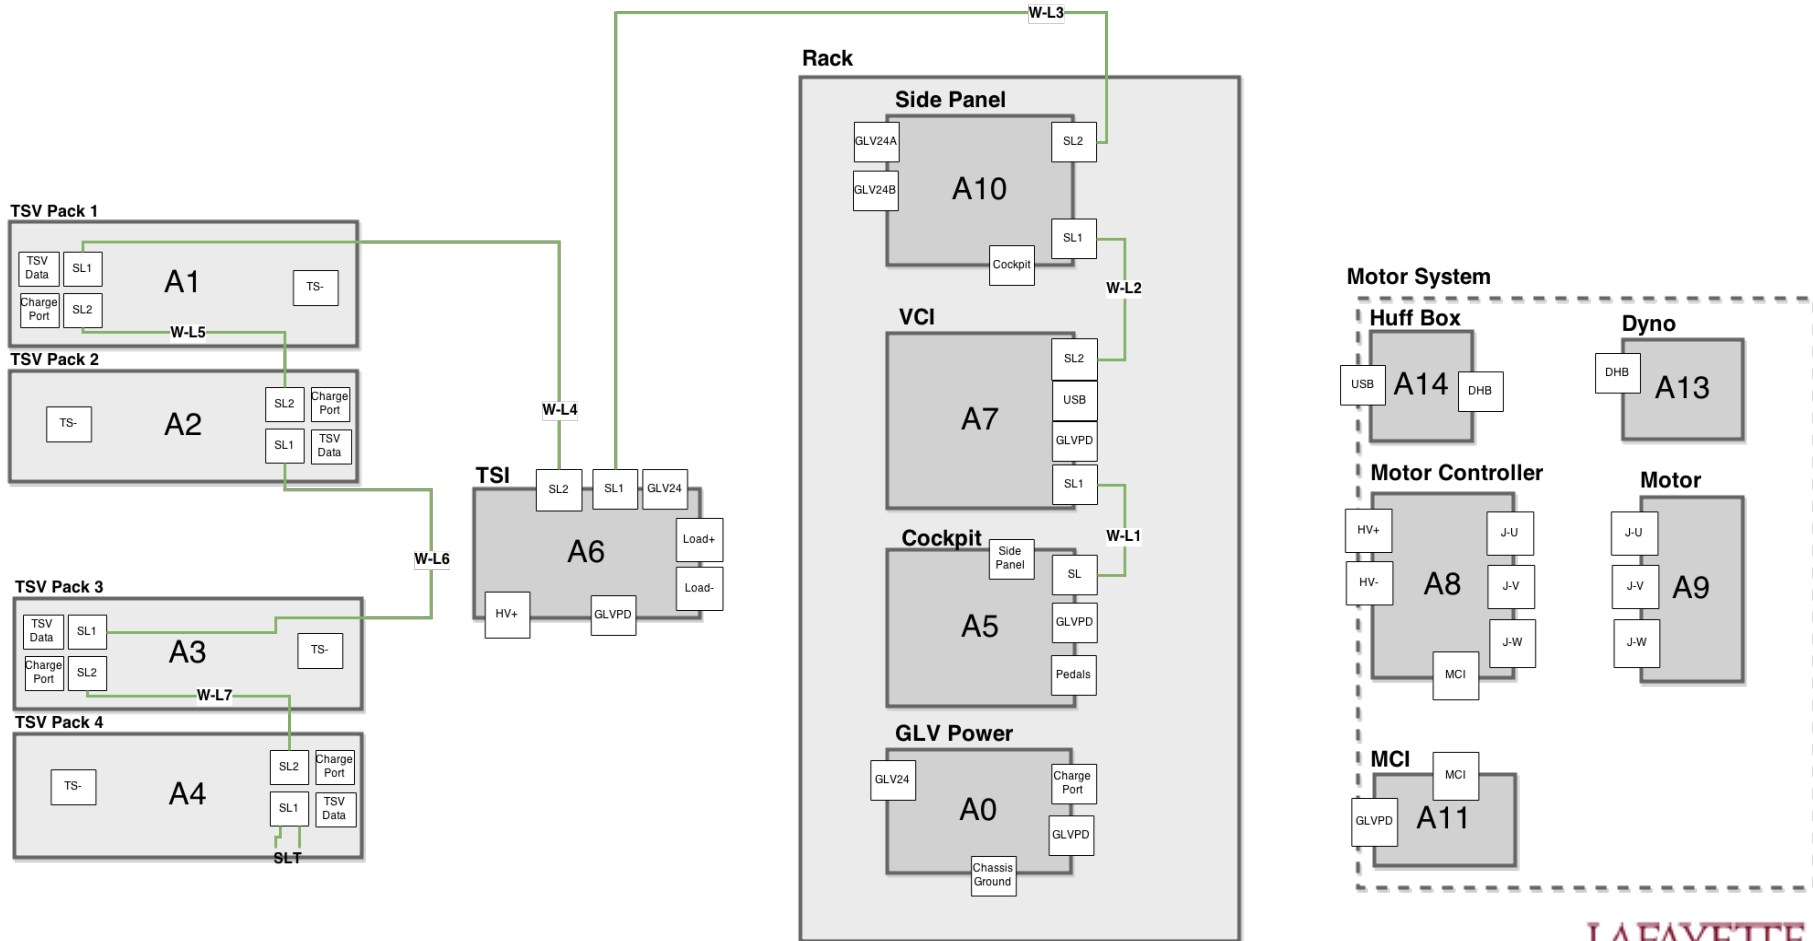 W-L3
Rack
Side Panel
GLV24A
SL2
GLV24B
A10
SL1
Cockpit
W-L2
TSV Pack 1
TSV
Data
SL1
A1
TS-
Charge
Port
SL2
W-L5
TSV Pack 2
SL2
Charge
Port
TS-
A2
SL1
TSV
Data
W-L4
W-L6
TSI
SL2
SL1
GLV24
Load+
A6
Load-
HV+
GLVPD
TSV Pack 3
TSV
Data
SL1
A3
TS-
Charge
Port
SL2
W-L7
TSV Pack 4
SL2
Charge
Port
TS-
A4
SL1
TSV
Data
SLT
VCI
SL2
USB
A7
GLVPD
SL1
W-L1
Cockpit
Side
Panel
SL
A5
GLVPD
Pedals
GLV Power
GLV24
Charge
Port
A0
GLVPD
Chassis
Ground
Motor System
Huff Box
USB
A14
DHB
Dyno
DHB
A13
Motor Controller
HV+
J-U
HV-
A8
J-V
J-W
MCI
Motor
J-U
J-V
A9
J-W
MCI
MCI
GLVPD
A11
LAFAYETTE